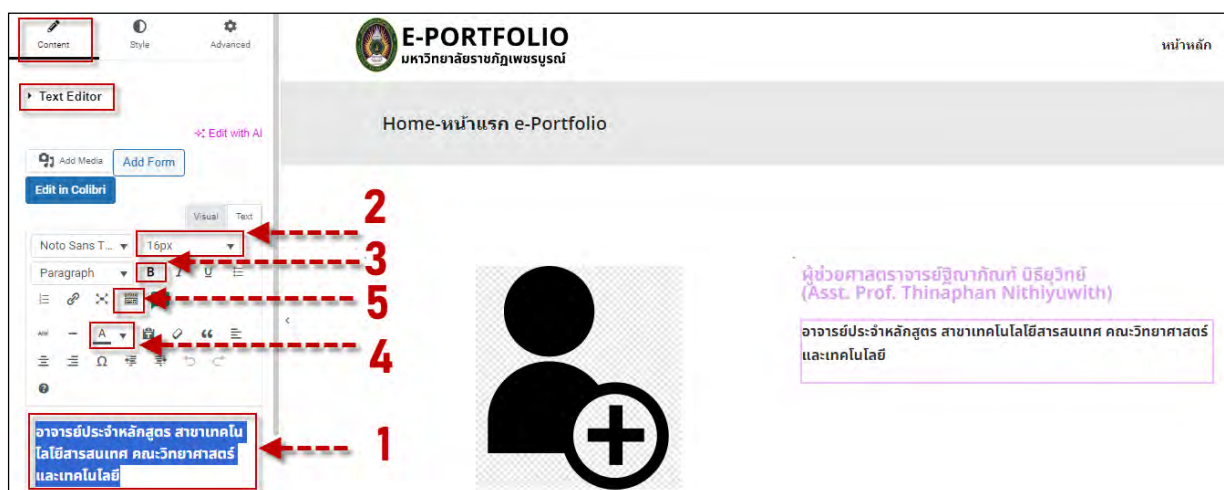 Content Style Advanced
E-PORTFOLIO
มหาวิทยาลัยราชภัฏเพชรบูรณ์
หน้าหลัก
Text Editor
Edit with AI
Home-หน้าแรก e-Portfolio
Add Media Add Form
Edit in Colibri
Visual Text
2
Noto Sans T... 16px
3
Paragraph B I U
5
ABC A
4
Ω
ผู้ช่วยศาสตราจารย์ฐิณาภัณฑ์ นิธิยุวิทย์
(Asst. Prof. Thinaphan Nithiyuwith)
อาจารย์ประจำหลักสูตร สาขาเทคโนโลโยีสารสนเทศ คณะวิทยาศาสตร์
และเทคโนโลยี
อาจารย์ประจำหลักสูตร สาขาเทคโน
โลโยีสารสนเทศ คณะวิทยาศาสตร์
และเทคโนโลยี
1